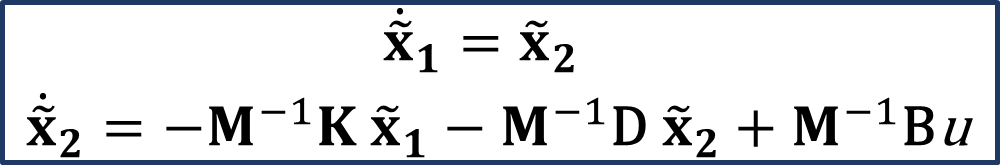 𝐱̃̇₁ = 𝐱̃₂
𝐱̃̇₂ = −𝐌⁻¹𝐊 𝐱̃₁ − 𝐌⁻¹D 𝐱̃₂ + 𝐌⁻¹B𝑢